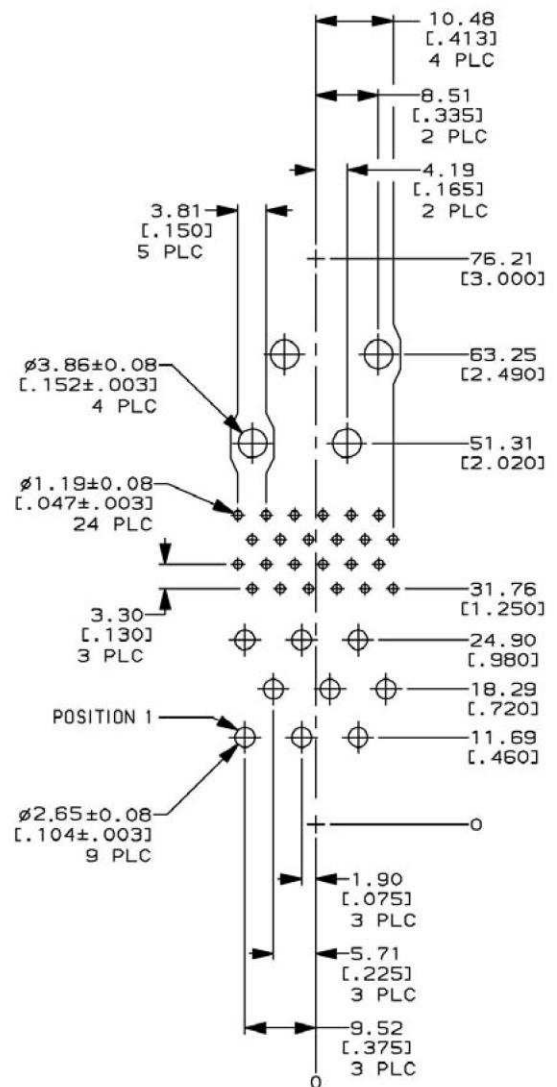 10.48
[.413]
4 PLC
8.51
[.335]
2 PLC
4.19
[.165]
2 PLC
3.81
[.150]
5 PLC
76.21
[3.000]
ø3.86±0.08
[.152±.003]
4 PLC
63.25
[2.490]
51.31
[2.020]
ø1.19±0.08
[.047±.003]
24 PLC
3.30
[.130]
3 PLC
31.76
[1.250]
24.90
[.980]
18.29
[.720]
POSITION 1
11.69
[.460]
ø2.65±0.08
[.104±.003]
9 PLC
0
1.90
[.075]
3 PLC
5.71
[.225]
3 PLC
9.52
[.375]
3 PLC
0